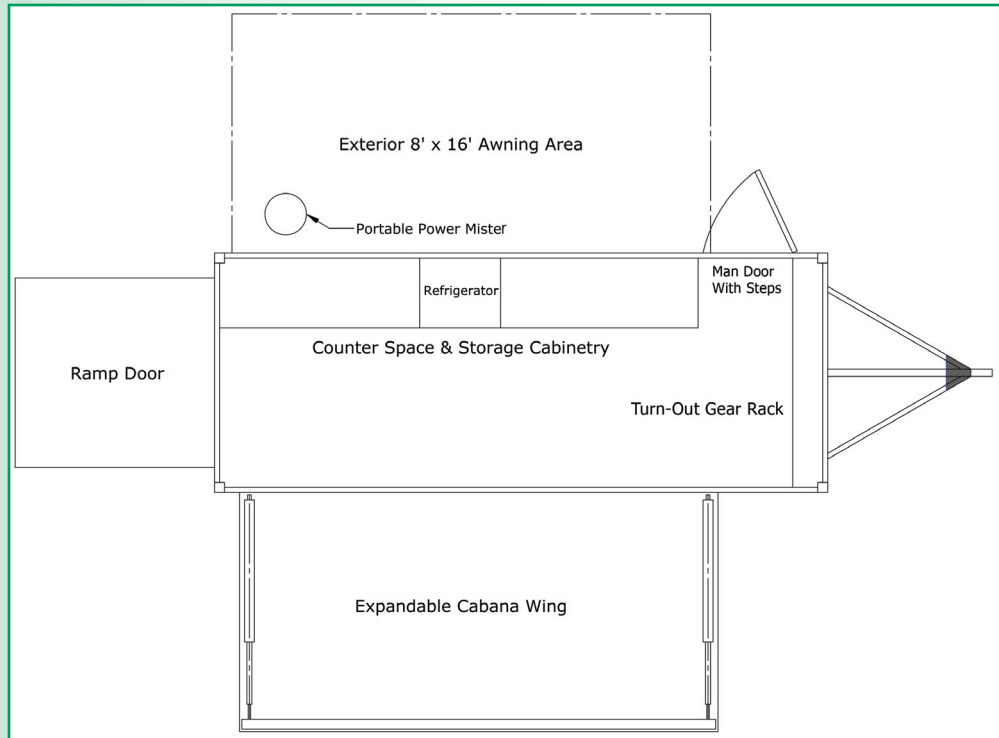 Exterior 8' x 16' Awning Area
Portable Power Mister
Refrigerator
Man Door
With Steps
Counter Space & Storage Cabinetry
Ramp Door
Turn-Out Gear Rack
Expandable Cabana Wing